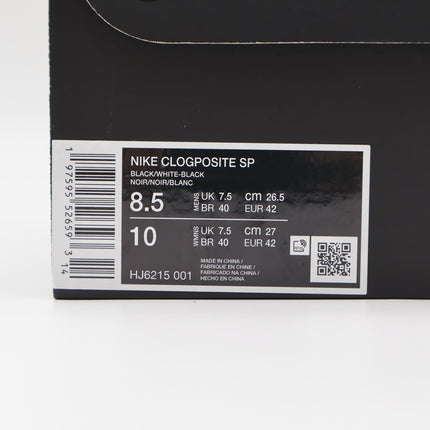 NIKE CLOGPOSITE SP
BLACK/WHITE-BLACK
NOIR/NOIR/BLANC
8.5 MENS UK 7.5 CM 26.5
BR 40 EUR 42
10 WMNS UK 7.5 CM 27
BR 40 EUR 42
HJ6215 001
MADE IN CHINA /
FABRIQUE EN CHINE /
FABRICADO NA CHINA /
HECHO EN CHINA
1 97595 52659 3 14